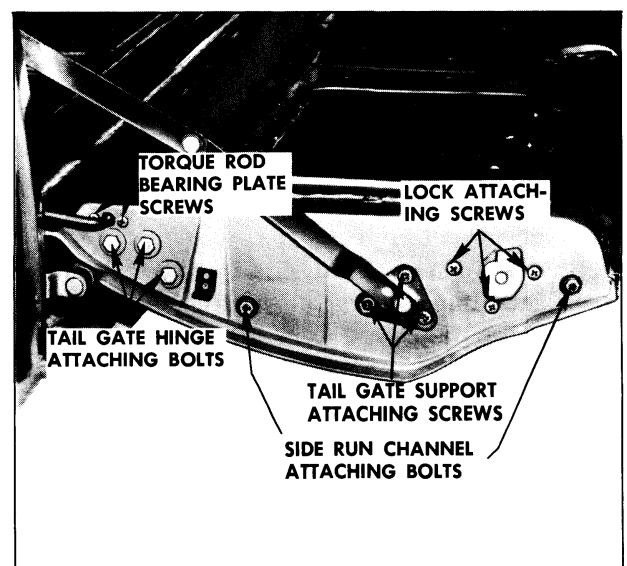 TORQUE ROD
BEARING PLATE
SCREWS
LOCK ATTACH-
ING SCREWS
TAIL GATE HINGE
ATTACHING BOLTS
TAIL GATE SUPPORT
ATTACHING SCREWS
SIDE RUN CHANNEL
ATTACHING BOLTS